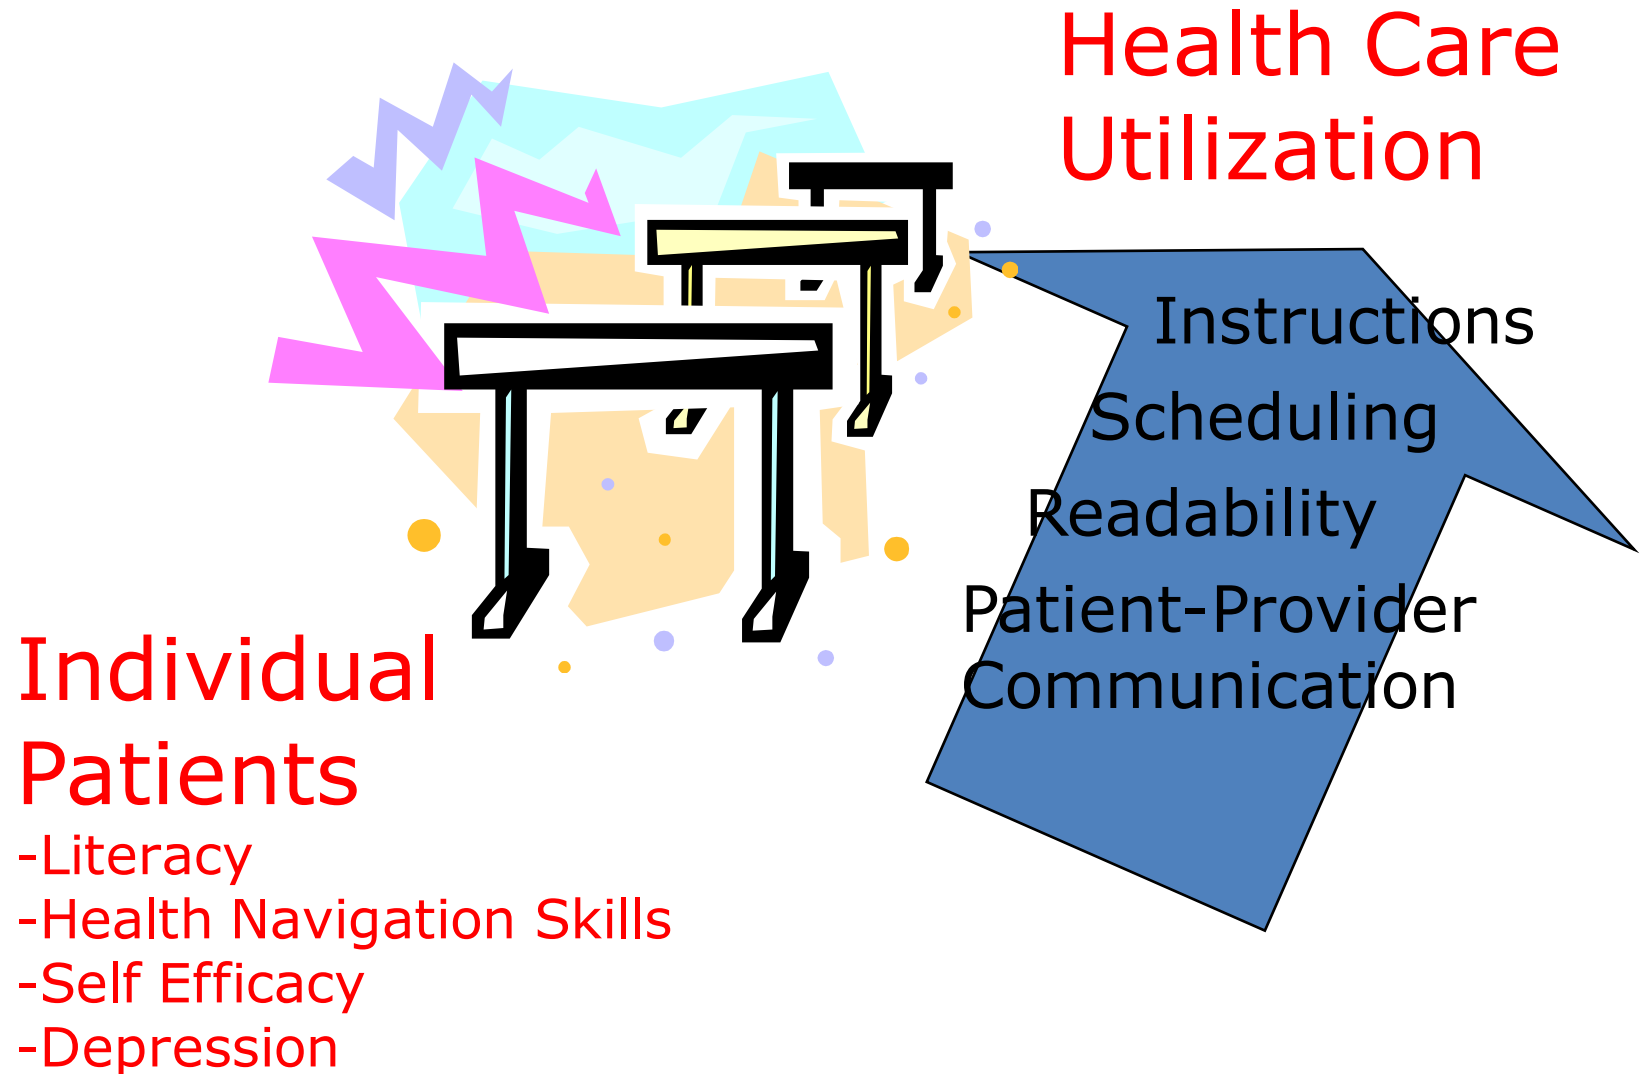 Health Care
Utilization
Instructions
Scheduling
Readability
Patient-Provider
Communication
Individual
Patients
-Literacy
-Health Navigation Skills
-Self Efficacy
-Depression